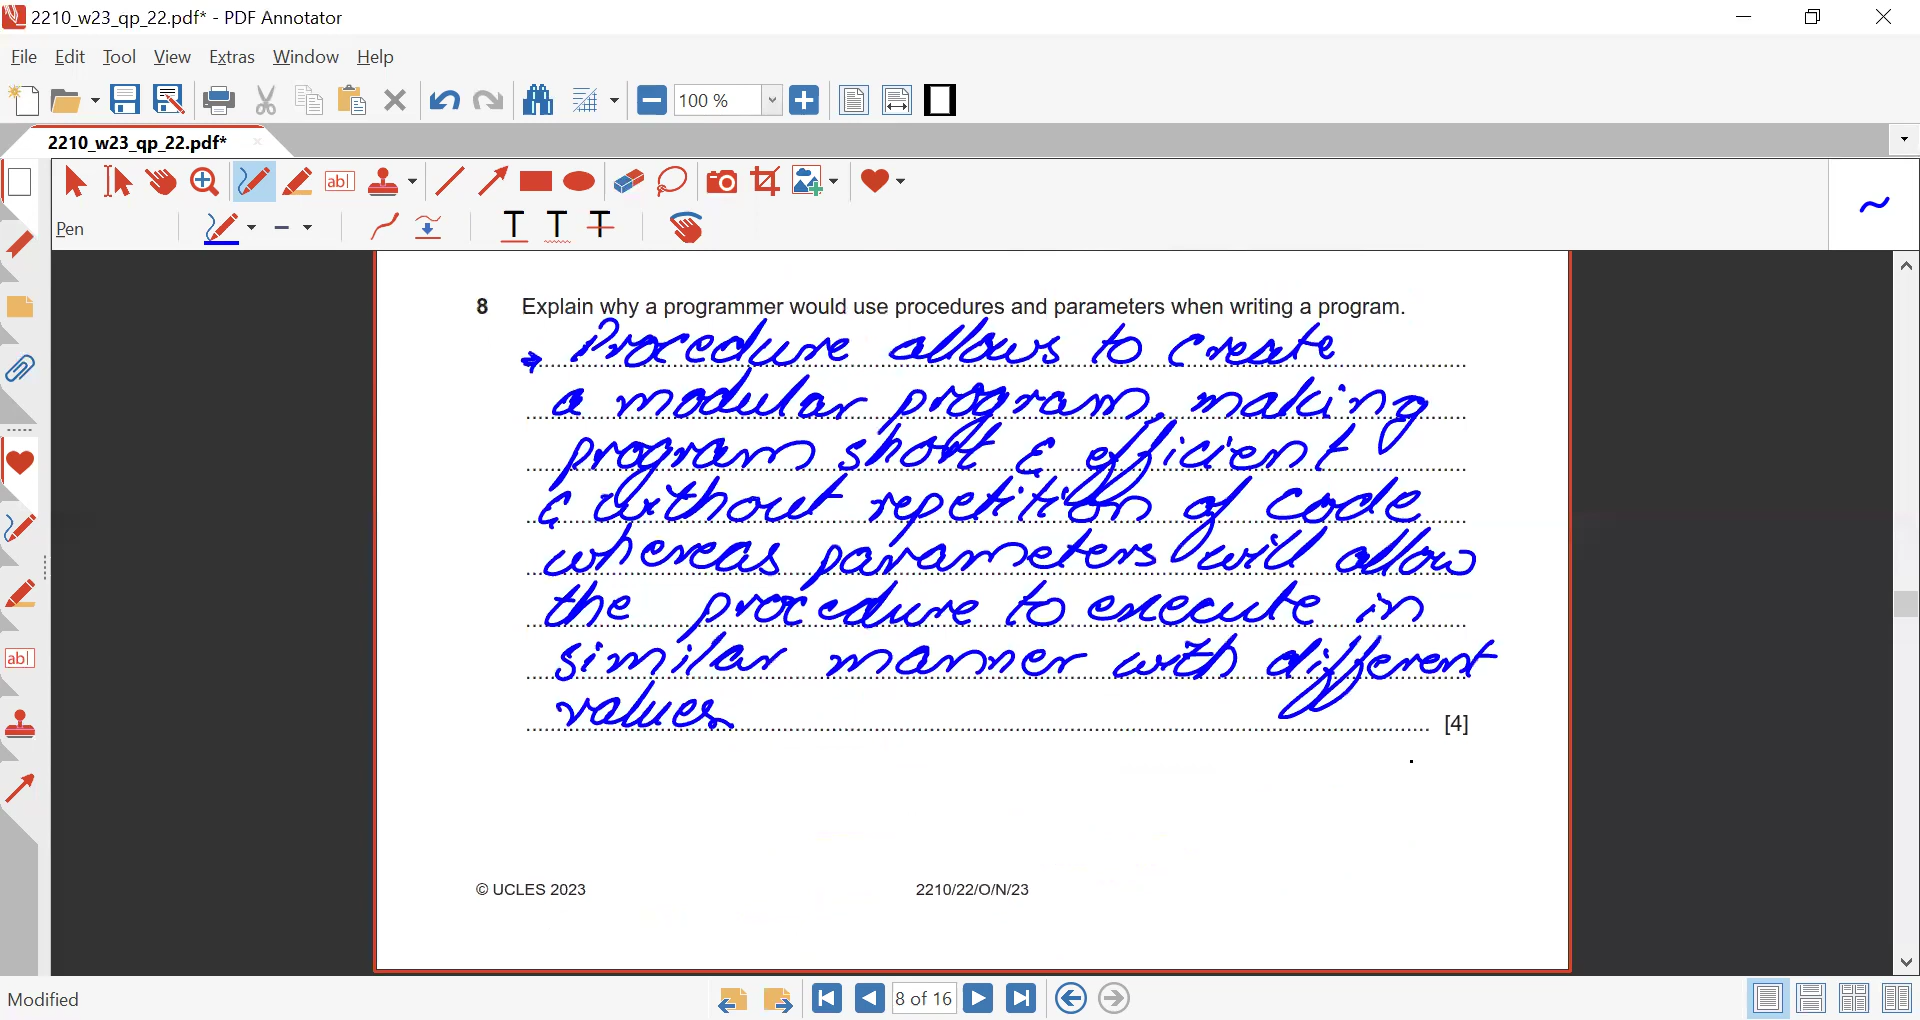 2210_w23_qp_22.pdf* - PDF Annotator
File Edit Tool View Extras Window Help
100 %
2210_w23_qp_22.pdf*
ab|
Pen
T T T
8 Explain why a programmer would use procedures and parameters when writing a program.
→ Procedure allows to create
a modular program, making
program short & efficient
& without repetition of code
whereas parameters will allow
the procedure to execute in
similar manner with different
values.
[4]
ab|
© UCLES 2023 2210/22/O/N/23
Modified 8 of 16